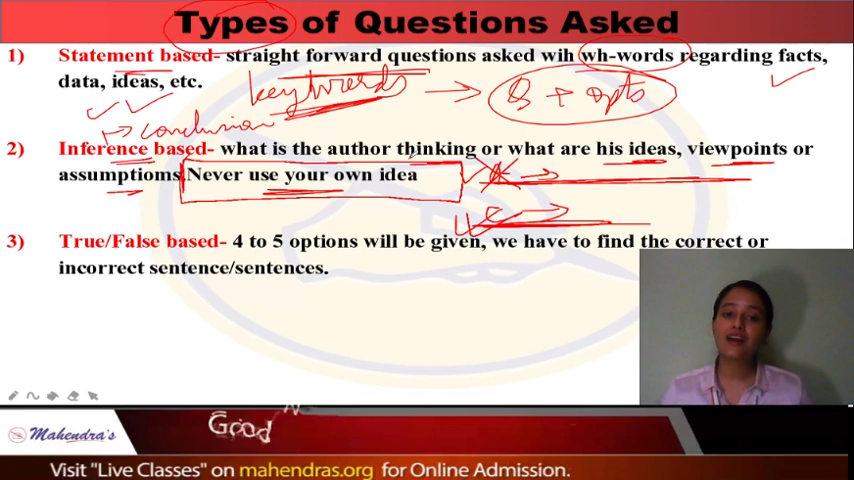 Types of Questions Asked
1) Statement based- straight forward questions asked wih wh-words regarding facts,
data, ideas, etc.
keywords → Q + opts
→ conclusion
2) Inference based- what is the author thinking or what are his ideas, viewpoints or
assumptions.Never use your own idea
3) True/False based- 4 to 5 options will be given, we have to find the correct or
incorrect sentence/sentences.
Good
Mahendra's
Visit "Live Classes" on mahendras.org for Online Admission.